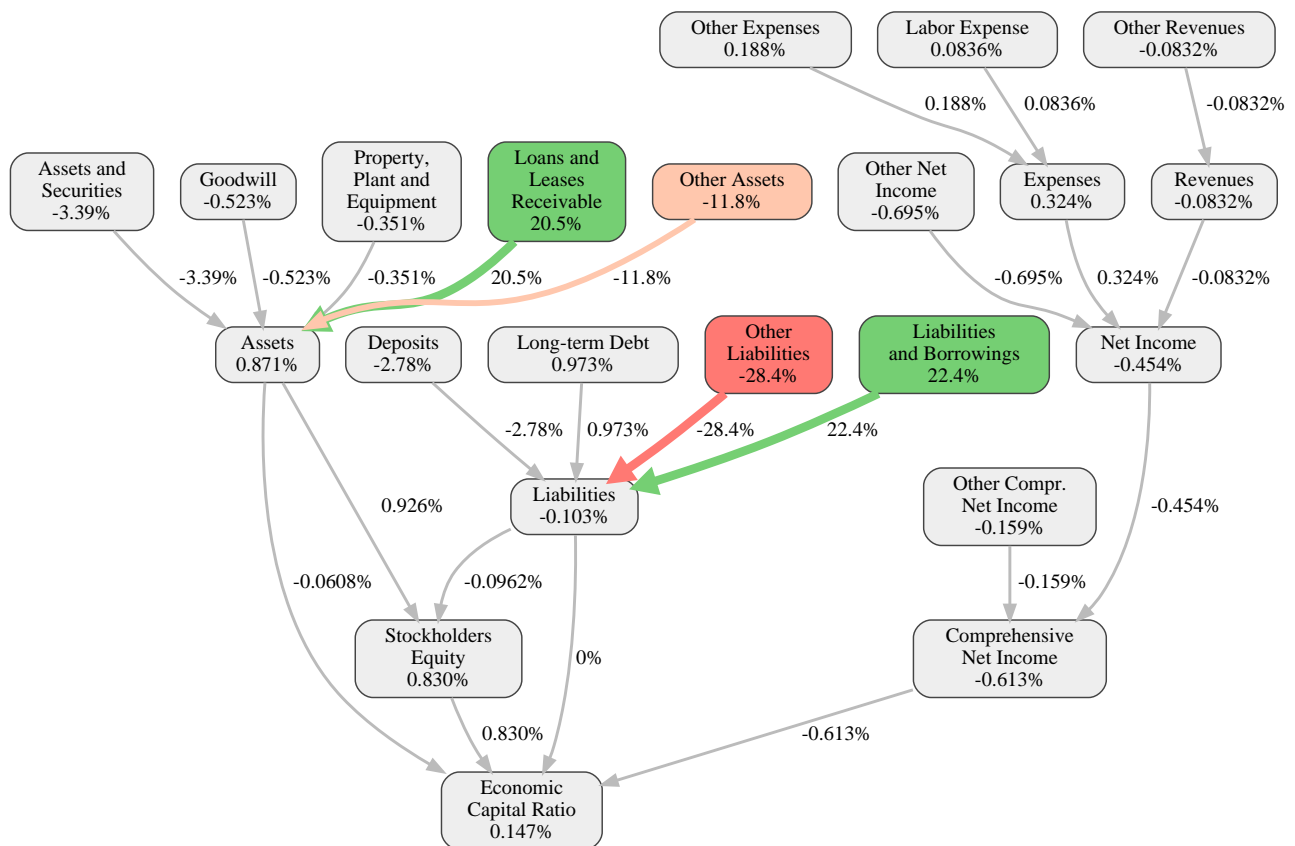 Other Expenses
0.188%
Labor Expense
0.0836%
Other Revenues
-0.0832%
0.188%
0.0836%
-0.0832%
Assets and
Securities
-3.39%
Goodwill
-0.523%
Property,
Plant and
Equipment
-0.351%
Loans and
Leases
Receivable
20.5%
Other Assets
-11.8%
Other Net
Income
-0.695%
Expenses
0.324%
Revenues
-0.0832%
-3.39%
-0.523%
-0.351%
20.5%
-11.8%
-0.695%
0.324%
-0.0832%
Assets
0.871%
Deposits
-2.78%
Long-term Debt
0.973%
Other
Liabilities
-28.4%
Liabilities
and Borrowings
22.4%
Net Income
-0.454%
-2.78%
0.973%
-28.4%
22.4%
Liabilities
-0.103%
Other Compr.
Net Income
-0.159%
0.926%
-0.454%
-0.0608%
-0.0962%
-0.159%
Stockholders
Equity
0.830%
0%
Comprehensive
Net Income
-0.613%
0.830%
-0.613%
Economic
Capital Ratio
0.147%